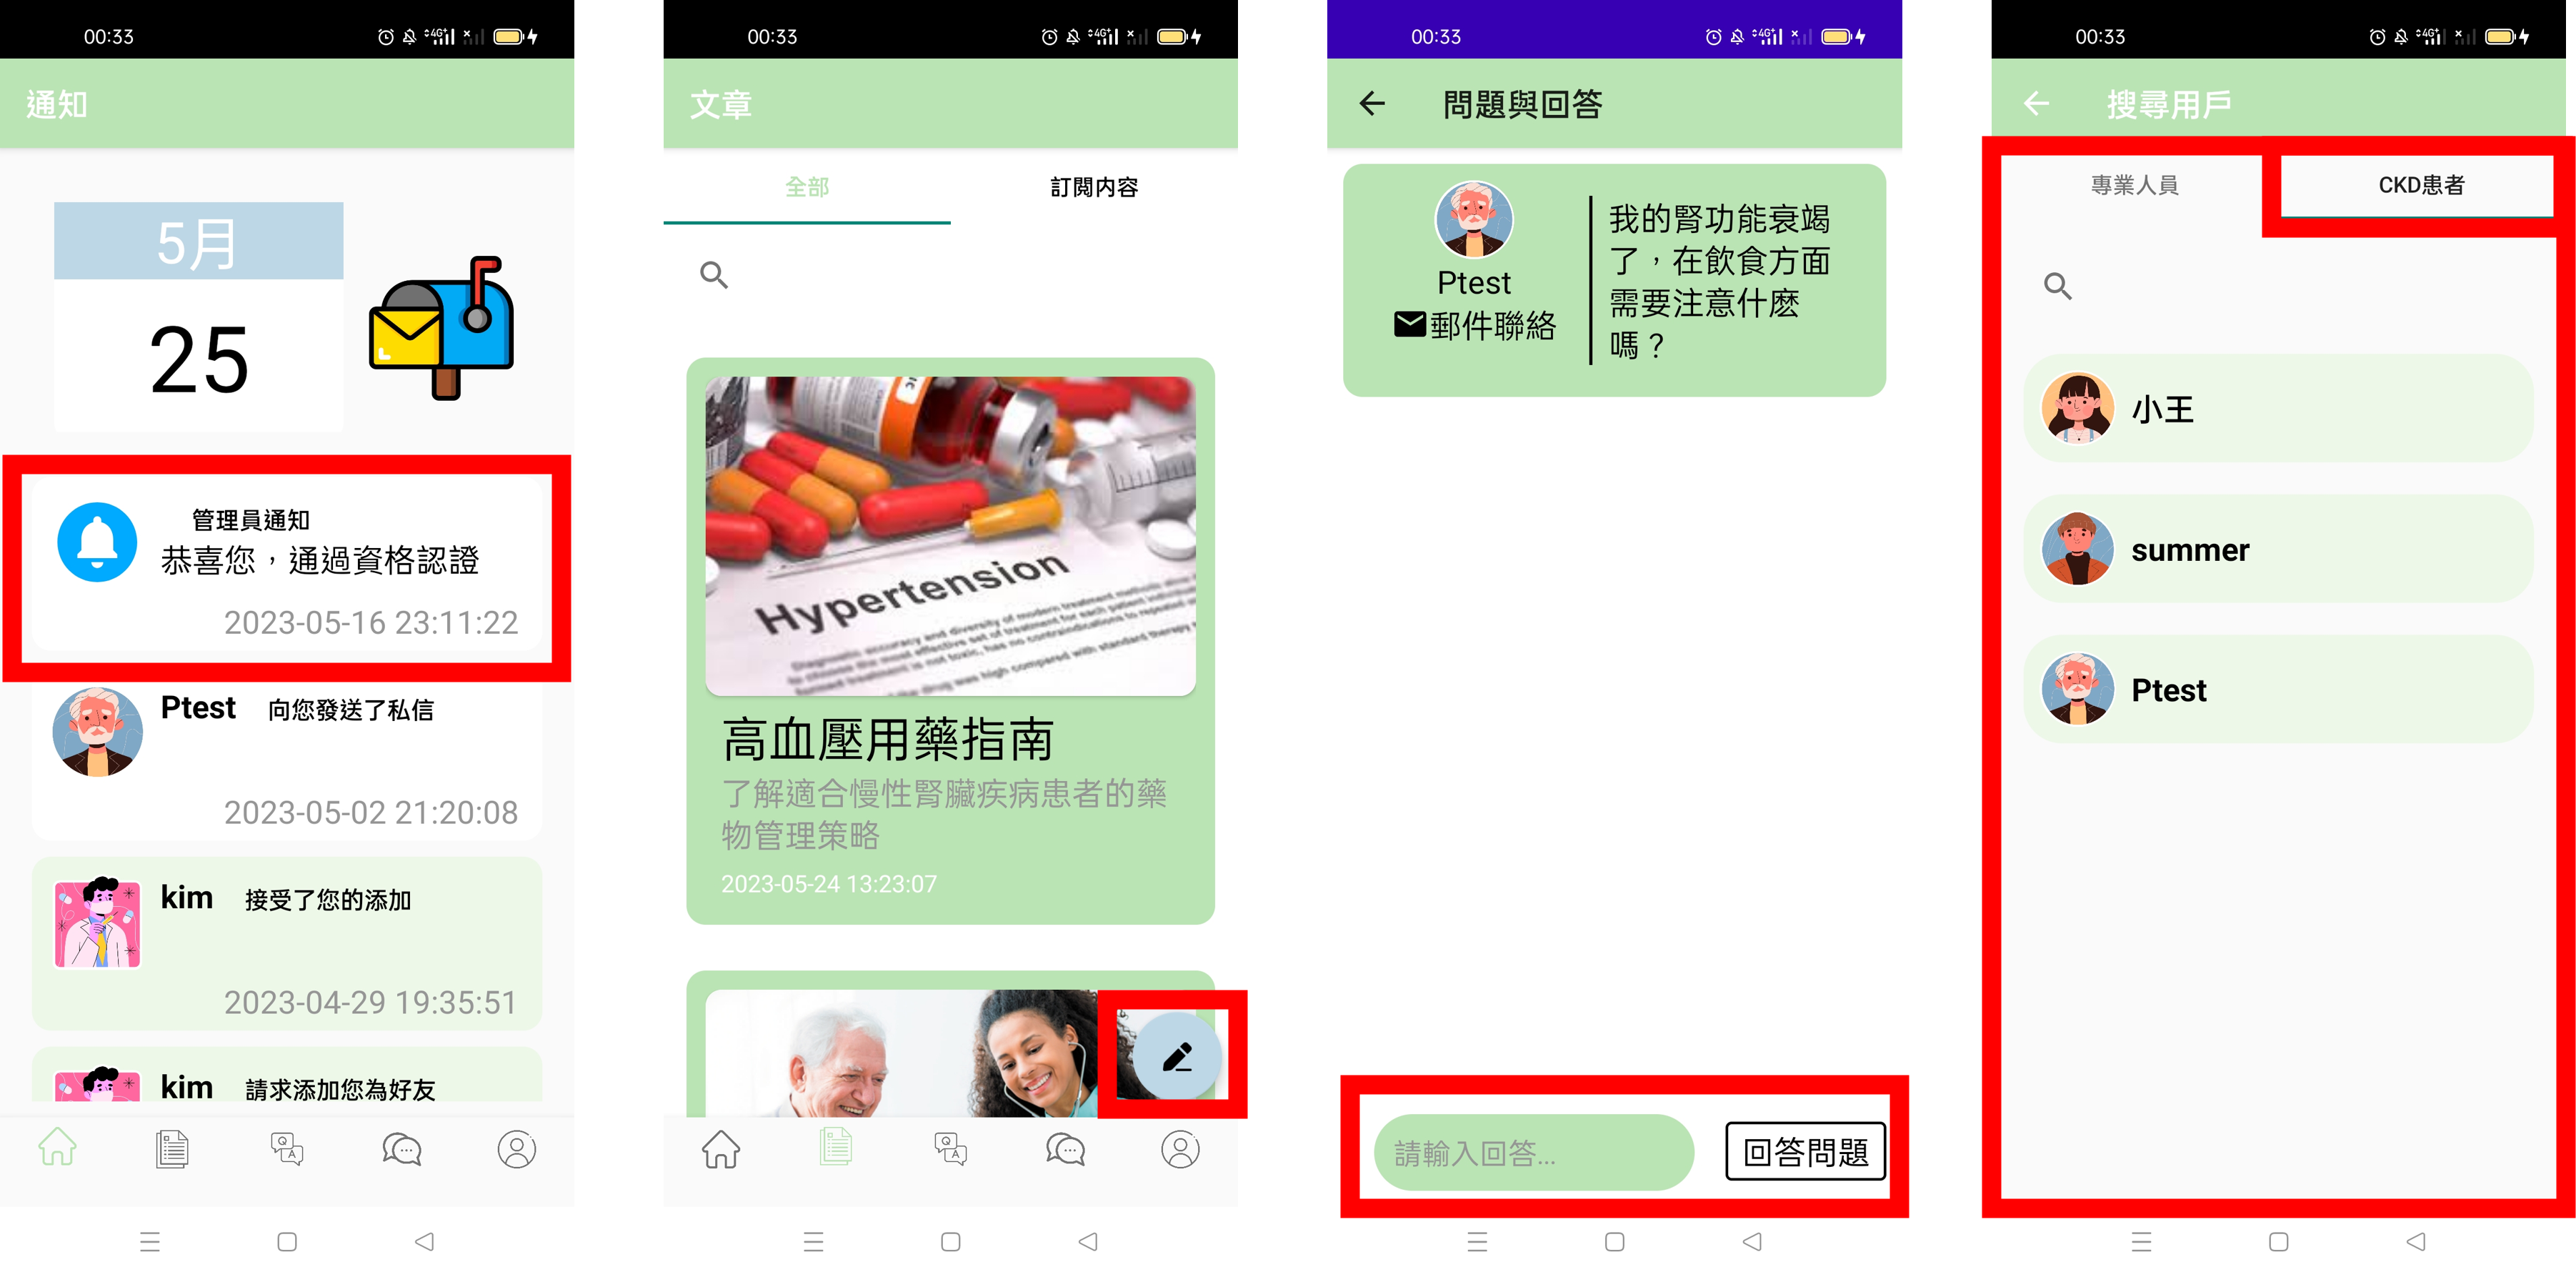 00:33
通知
5月
25
管理員通知
恭喜您，通過資格認證
2023-05-16 23:11:22
Ptest 向您發送了私信
2023-05-02 21:20:08
kim 接受了您的添加
2023-04-29 19:35:51
kim 請求添加您為好友
00:33
文章
全部 訂閱內容
Hypertension
高血壓用藥指南
了解適合慢性腎臟疾病患者的藥
物管理策略
2023-05-24 13:23:07
00:33
問題與回答
Ptest
郵件聯絡
我的腎功能衰竭
了，在飲食方面
需要注意什麼
嗎？
請輸入回答...
回答問題
00:33
搜尋用戶
專業人員 CKD患者
小王
summer
Ptest